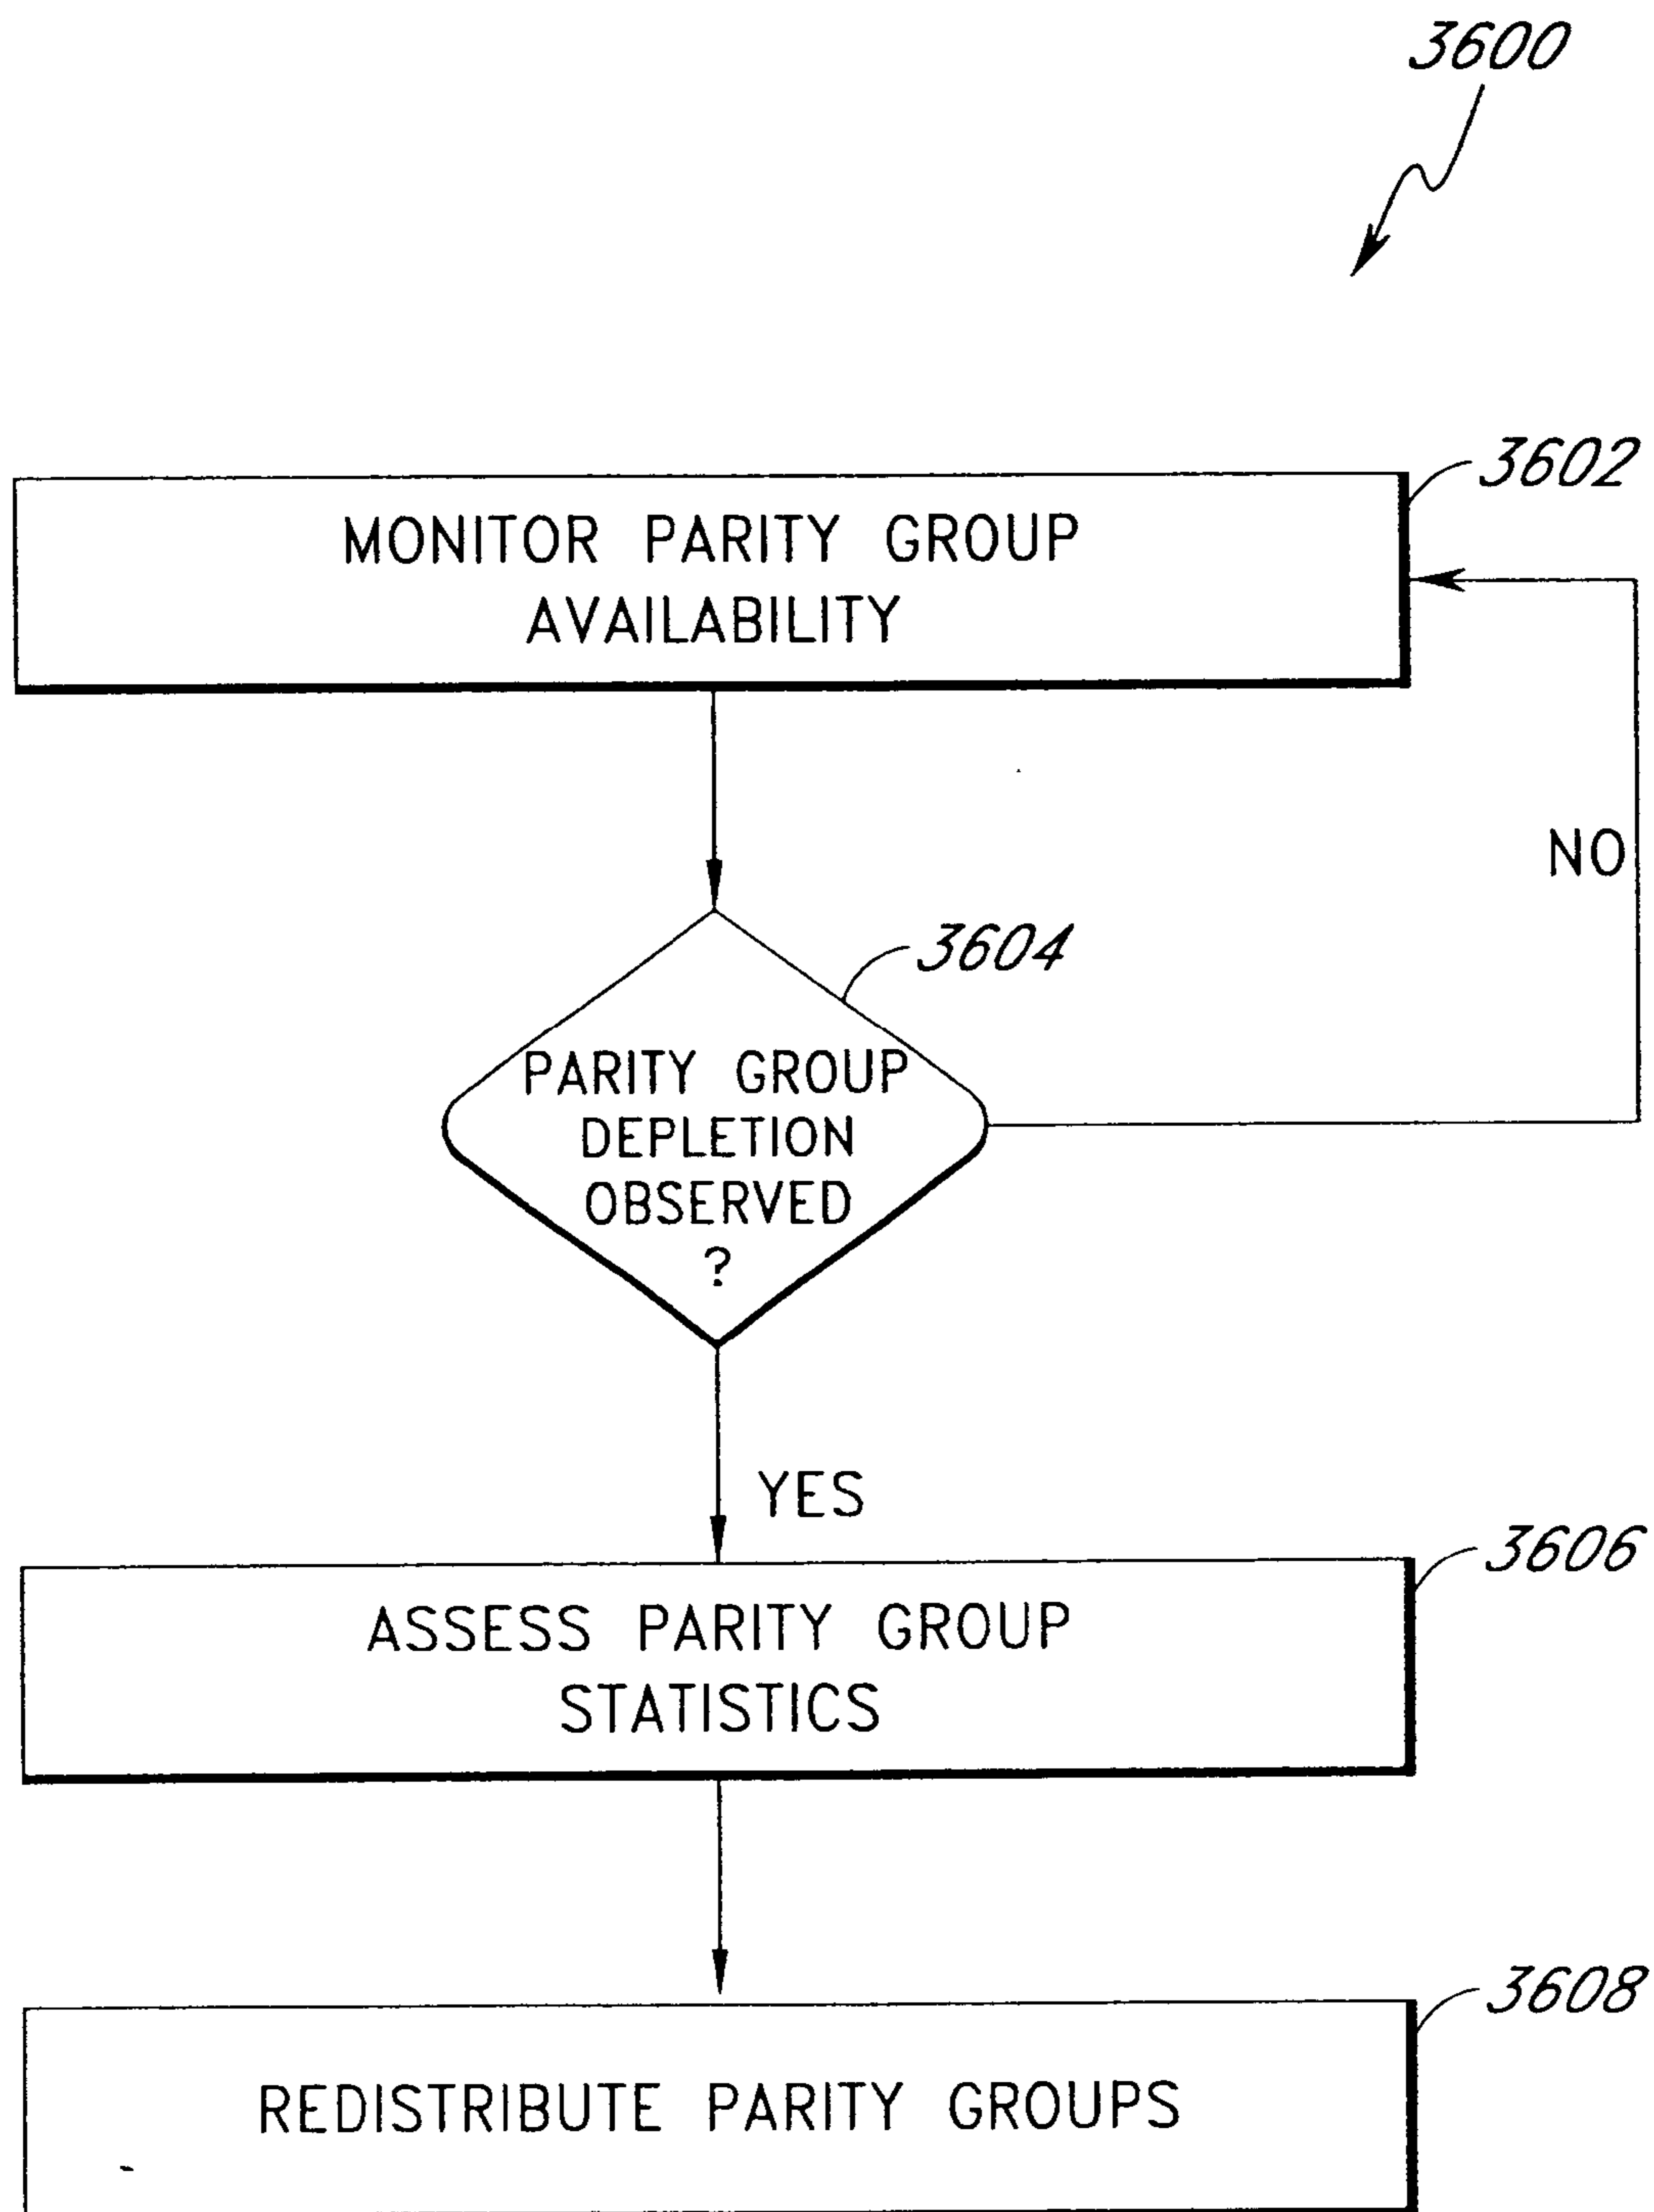 3600
3602
MONITOR PARITY GROUP
AVAILABILITY
NO
3604
PARITY GROUP
DEPLETION
OBSERVED
?
YES
3606
ASSESS PARITY GROUP
STATISTICS
3608
REDISTRIBUTE PARITY GROUPS